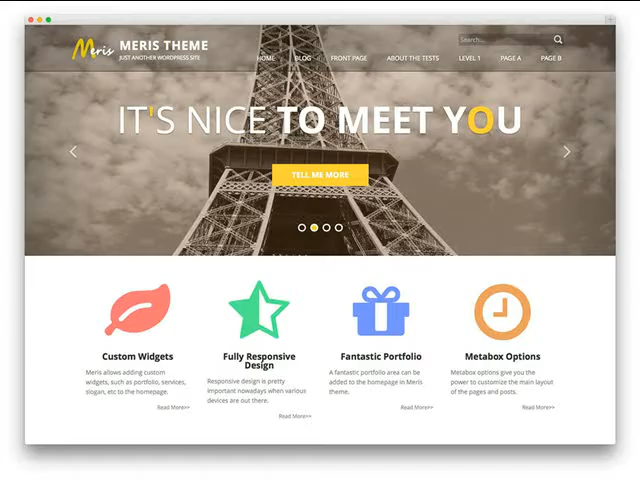 Meris
MERIS THEME
JUST ANOTHER WORDPRESS SITE
Search...
HOME BLOG FRONT PAGE ABOUT THE TESTS LEVEL 1 PAGE A PAGE B
IT'S NICE TO MEET YOU
TELL ME MORE
Custom Widgets
Meris allows adding custom
widgets, such as portfolio, services,
slogan, etc to the homepage.
Read More>>
Fully Responsive
Design
Responsive design is pretty
important nowadays when various
devices are out there.
Read More>>
Fantastic Portfolio
A fantastic portfolio area can be
added to the homepage in Meris
theme.
Read More>>
Metabox Options
Metabox options give you the
power to customize the main layout
of the pages and posts.
Read More>>